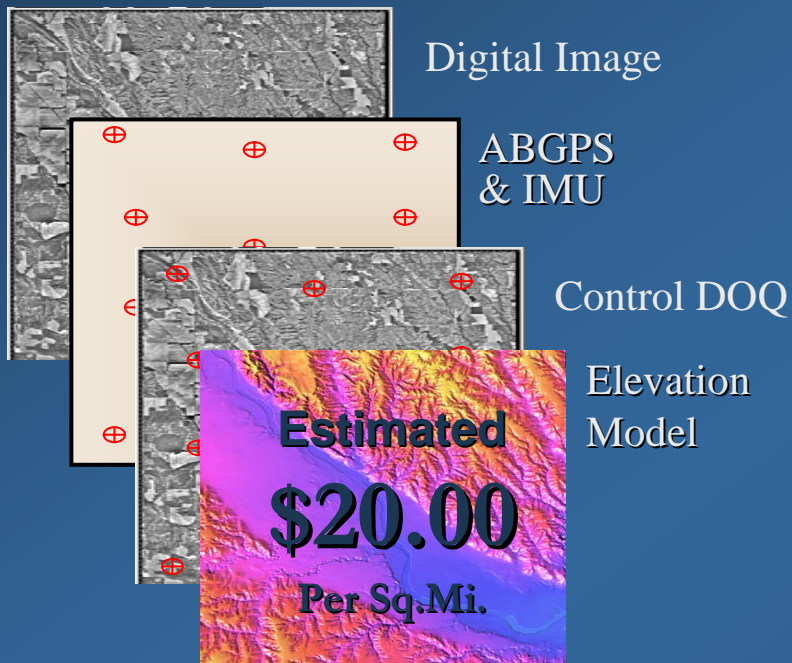 Digital Image
ABGPS
& IMU
Control DOQ
Elevation
Model
Estimated
$20.00
Per Sq.Mi.